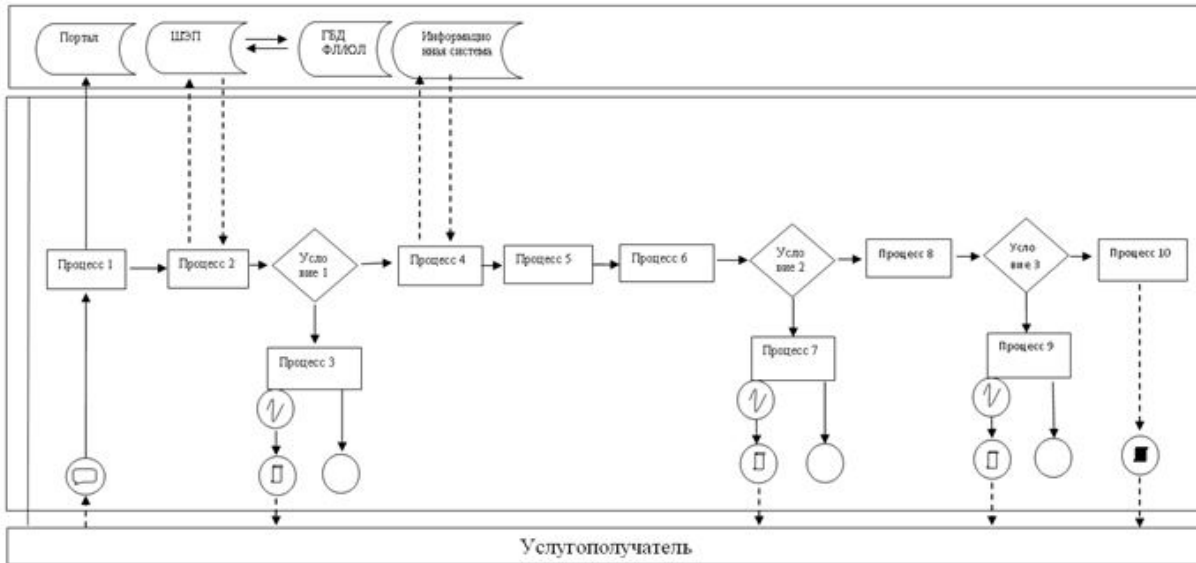 Портал
ШЭП
ГБД
ФЛ/ЮЛ
Информацио
нная система
Процесс 1
Процесс 2
Усло
вие 1
Процесс 4
Процесс 5
Процесс 6
Усло
вие 2
Процесс 8
Усло
вие 3
Процесс 10
Процесс 3
Процесс 7
Процесс 9
Услугополучатель